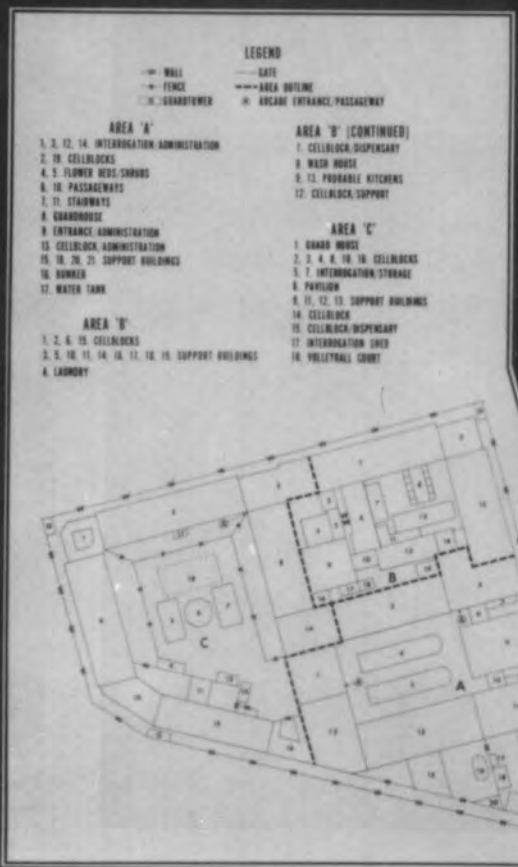 LEGEND
WALL
FENCE
GUARDTOWER
GATE
AREA OUTLINE
ARCADE ENTRANCE/PASSAGEWAY
AREA 'A'
1, 3, 12, 14. INTERROGATION/ADMINISTRATION
2, 19. CELLBLOCKS
4, 5. FLOWER BEDS/SHRUBS
6, 10. PASSAGEWAYS
7, 11. STAIRWAYS
8. GUARDHOUSE
9. ENTRANCE/ADMINISTRATION
13. CELLBLOCK/ADMINISTRATION
15, 18, 20, 21. SUPPORT BUILDINGS
16. BUNKER
17. WATER TANK
AREA 'B'
1, 2, 6, 15. CELLBLOCKS
3, 5, 10, 11, 14, 16, 17, 18, 19. SUPPORT BUILDINGS
4. LAUNDRY
AREA 'B' (CONTINUED)
7. CELLBLOCK/DISPENSARY
8. WASH HOUSE
9, 13. PROBABLE KITCHENS
12. CELLBLOCK/SUPPORT
AREA 'C'
1. GUARD HOUSE
2, 3, 4, 8, 10, 16. CELLBLOCKS
5, 7. INTERROGATION/STORAGE
6. PAVILION
9, 11, 12, 13. SUPPORT BUILDINGS
14. CELLBLOCK
15. CELLBLOCK/DISPENSARY
17. INTERROGATION SHED
18. VOLLEYBALL COURT
B
C
A